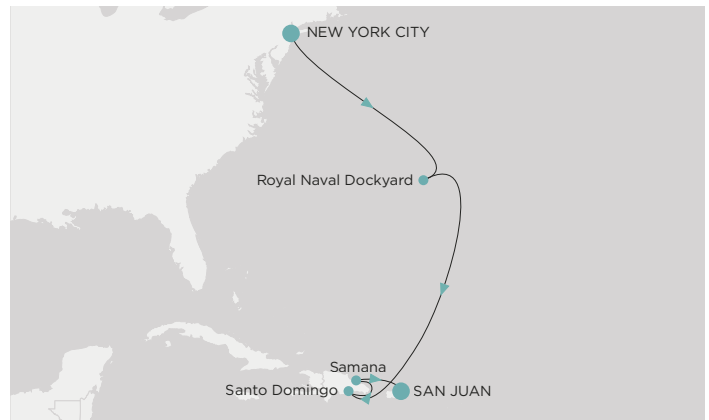 NEW YORK CITY
Royal Naval Dockyard
Samana
Santo Domingo
SAN JUAN